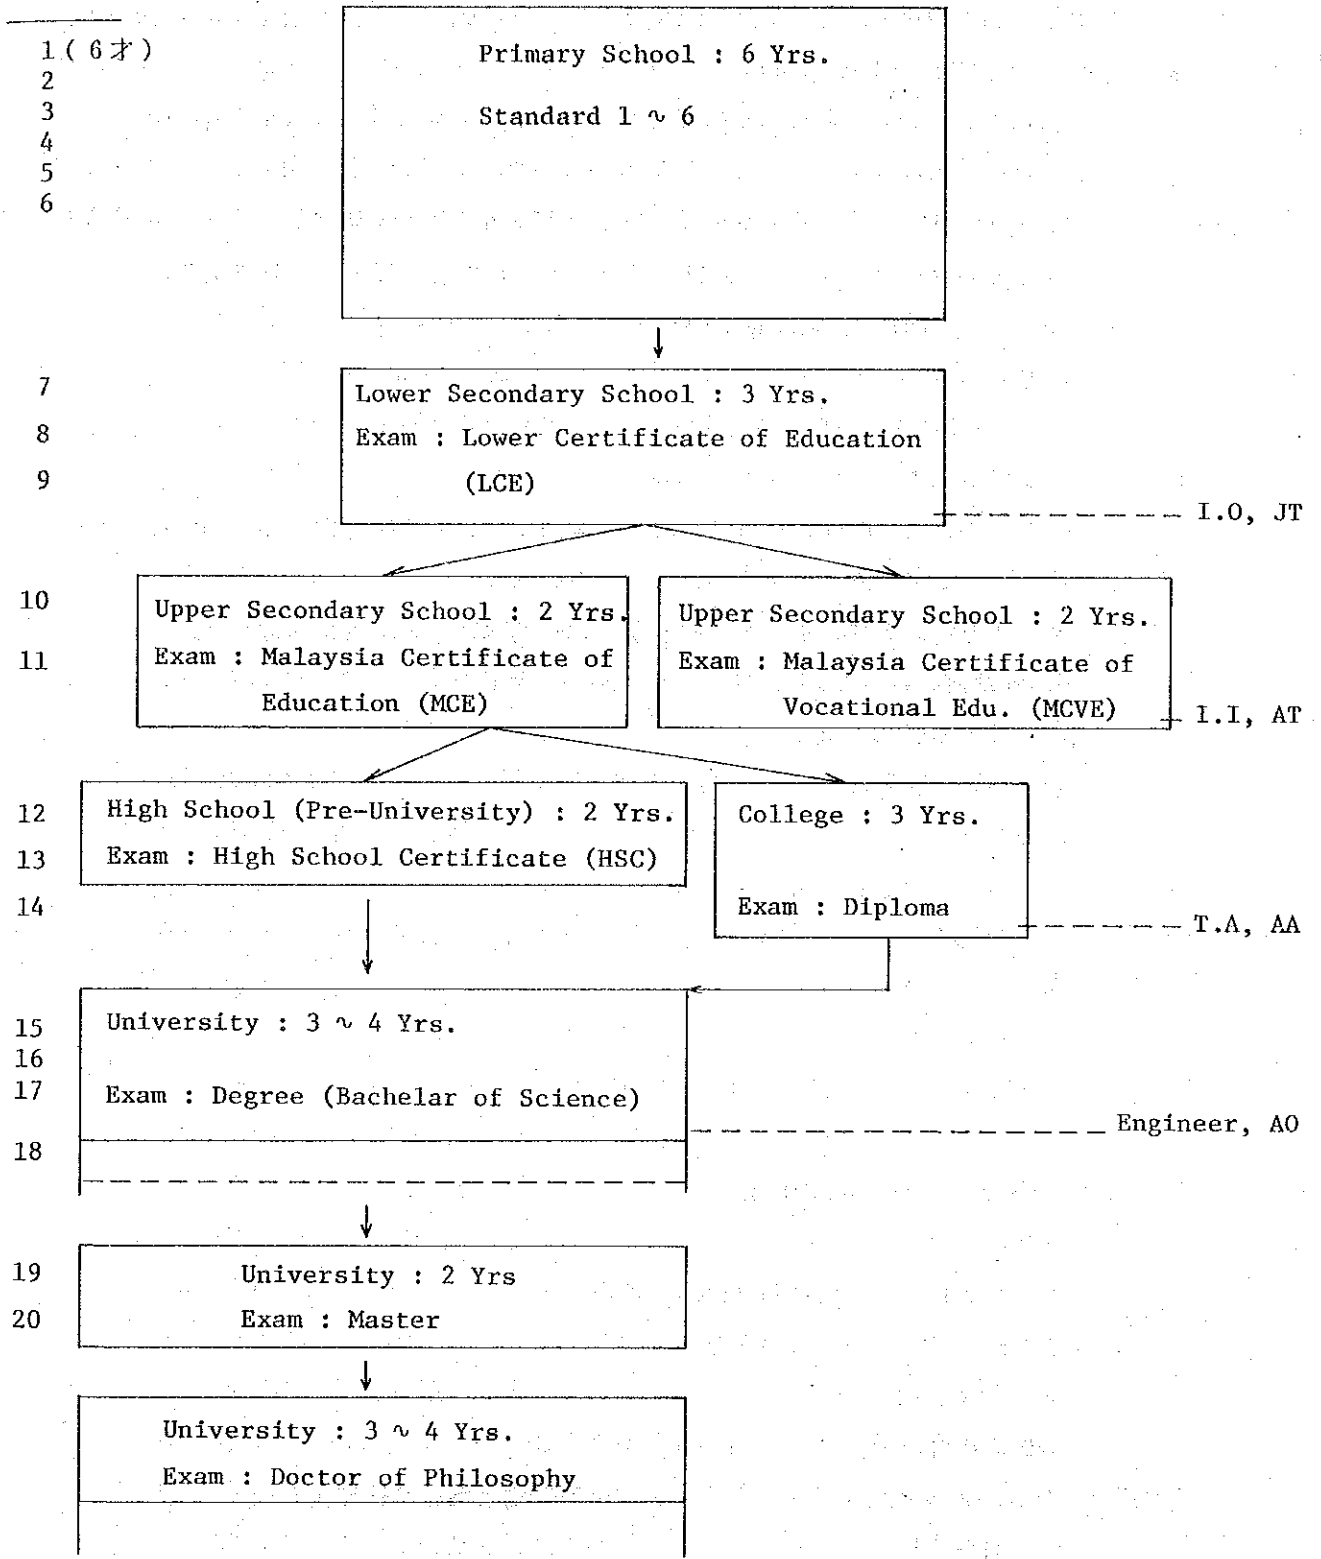 1(6才)
2
3
4
5
6
Primary School : 6 Yrs.
Standard 1 ~ 6
7
8
9
Lower Secondary School : 3 Yrs.
Exam : Lower Certificate of Education
(LCE)
I.O, JT
10
11
Upper Secondary School : 2 Yrs.
Exam : Malaysia Certificate of
Education (MCE)
Upper Secondary School : 2 Yrs.
Exam : Malaysia Certificate of
Vocational Edu. (MCVE)
I.I, AT
12
13
14
High School (Pre-University) : 2 Yrs.
Exam : High School Certificate (HSC)
College : 3 Yrs.
Exam : Diploma
T.A, AA
15
16
17
18
University : 3 ~ 4 Yrs.
Exam : Degree (Bachelar of Science)
Engineer, AO
19
20
University : 2 Yrs
Exam : Master
University : 3 ~ 4 Yrs.
Exam : Doctor of Philosophy